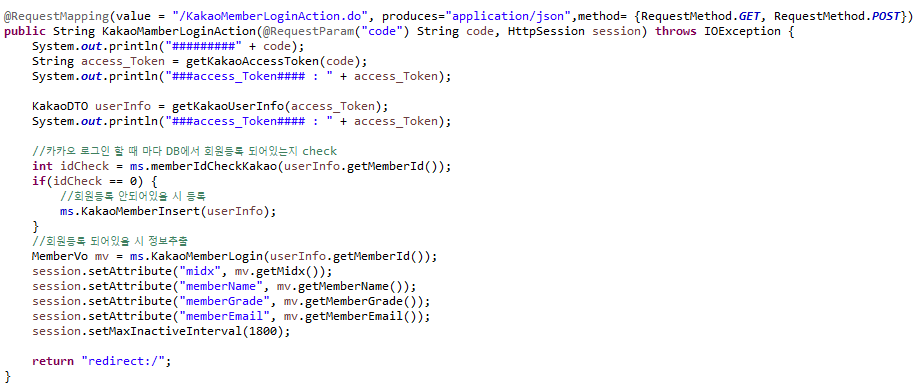 @RequestMapping(value = "/KakaoMemberLoginAction.do", produces="application/json",method= {RequestMethod.GET, RequestMethod.POST})
public String KakaoMamberLoginAction(@RequestParam("code") String code, HttpSession session) throws IOException {
    System.out.println("#########" + code);
    String access_Token = getKakaoAccessToken(code);
    System.out.println("###access_Token#### : " + access_Token);

    KakaoDTO userInfo = getKakaoUserInfo(access_Token);
    System.out.println("###access_Token#### : " + access_Token);

    //카카오 로그인 할 때 마다 DB에서 회원등록 되어있는지 check
    int idCheck = ms.memberIdCheckKakao(userInfo.getMemberId());
    if(idCheck == 0) {
        //회원등록 안되어있을 시 등록
        ms.KakaoMemberInsert(userInfo);
    }
    //회원등록 되어있을 시 정보추출
    MemberVo mv = ms.KakaoMemberLogin(userInfo.getMemberId());
    session.setAttribute("midx", mv.getMidx());
    session.setAttribute("memberName", mv.getMemberName());
    session.setAttribute("memberGrade", mv.getMemberGrade());
    session.setAttribute("memberEmail", mv.getMemberEmail());
    session.setMaxInactiveInterval(1800);

    return "redirect:/";
}